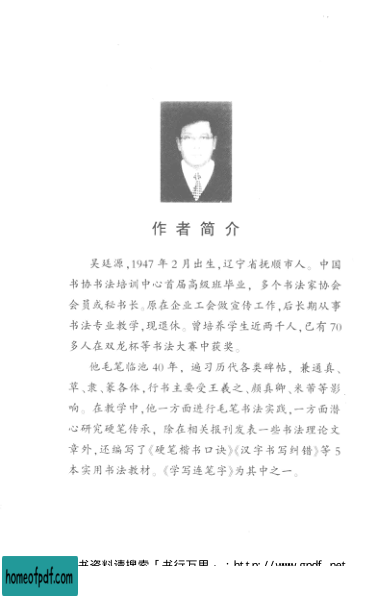 作者简介
吴廷源,1947年2月出生,辽宁省抚顺市人。中国
书协书法培训中心首届高级班毕业,多个书法家协会
会员或秘书长。原在企业工会做宣传工作,后长期从事
书法专业教学,现退休。曾培养学生近两千人,已有70
多人在双龙杯等书法大赛中获奖。
他毛笔临池40年,遍习历代各类碑帖,兼通真、
草、隶、篆各体,行书主要受王羲之、颜真卿、米芾等影
响。在教学中,他一方面进行毛笔书法实践,一方面潜
心研究硬笔传承,除在相关报刊发表一些书法理论文
章外,还编写了《硬笔楷书口诀》《汉字书写纠错》等5
本实用书法教材。《学写连笔字》为其中之一。
书资料请搜索「书行万里」:http://www.gpdf.net
homeofpdf.com